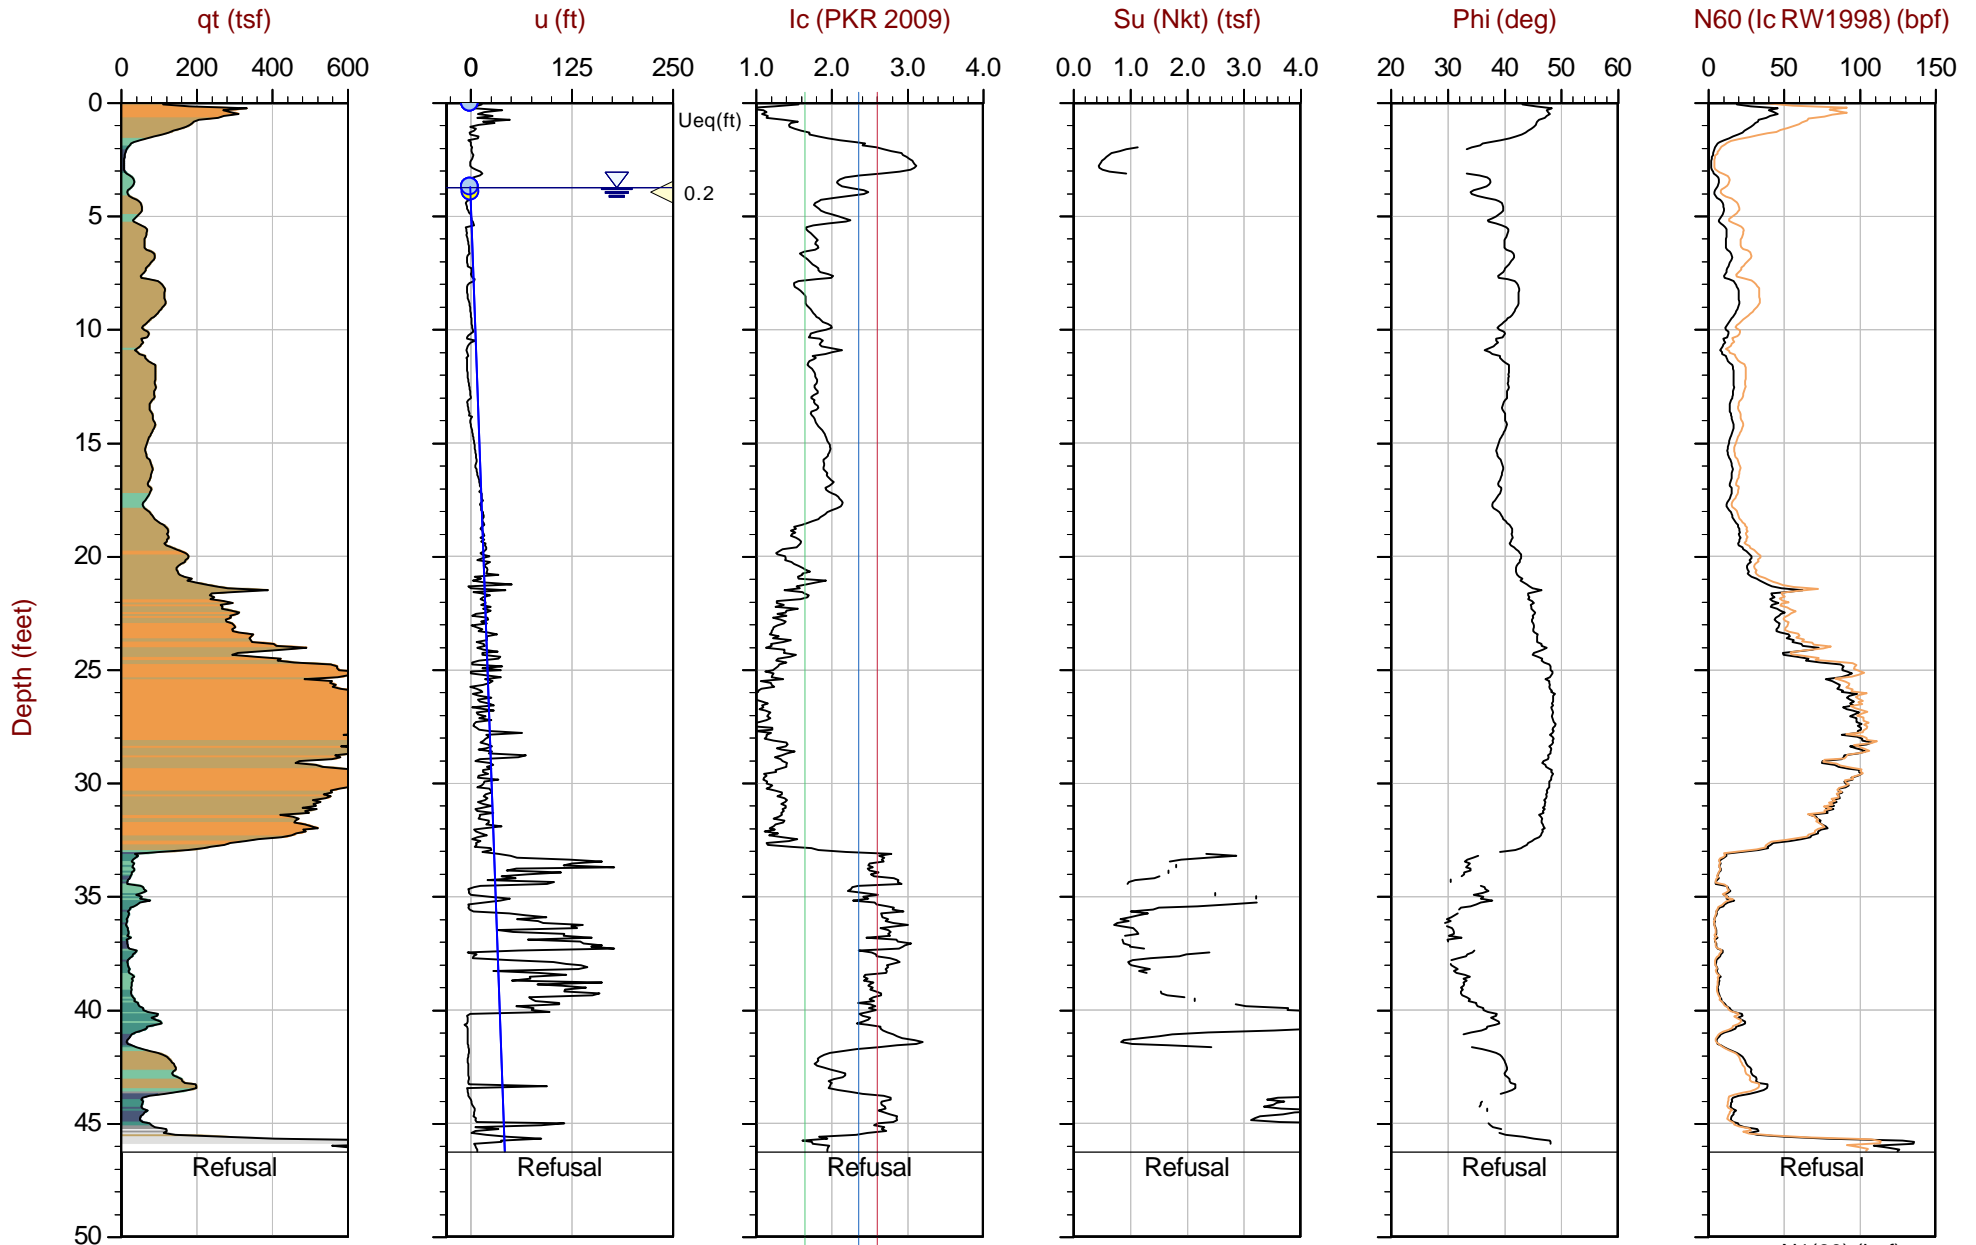 qt (tsf) u (ft) Ic (PKR 2009) Su (Nkt) (tsf) Phi (deg) N60 (Ic RW1998) (bpf)
0 200 400 600 0 125 250 1.0 2.0 3.0 4.0 0.0 1.0 2.0 3.0 4.0 20 30 40 50 60 0 50 100 150
0
Ueq(ft)
0.2
5
10
15
20
25
30
35
40
45
50
Depth (feet)
Refusal Refusal Refusal Refusal Refusal Refusal